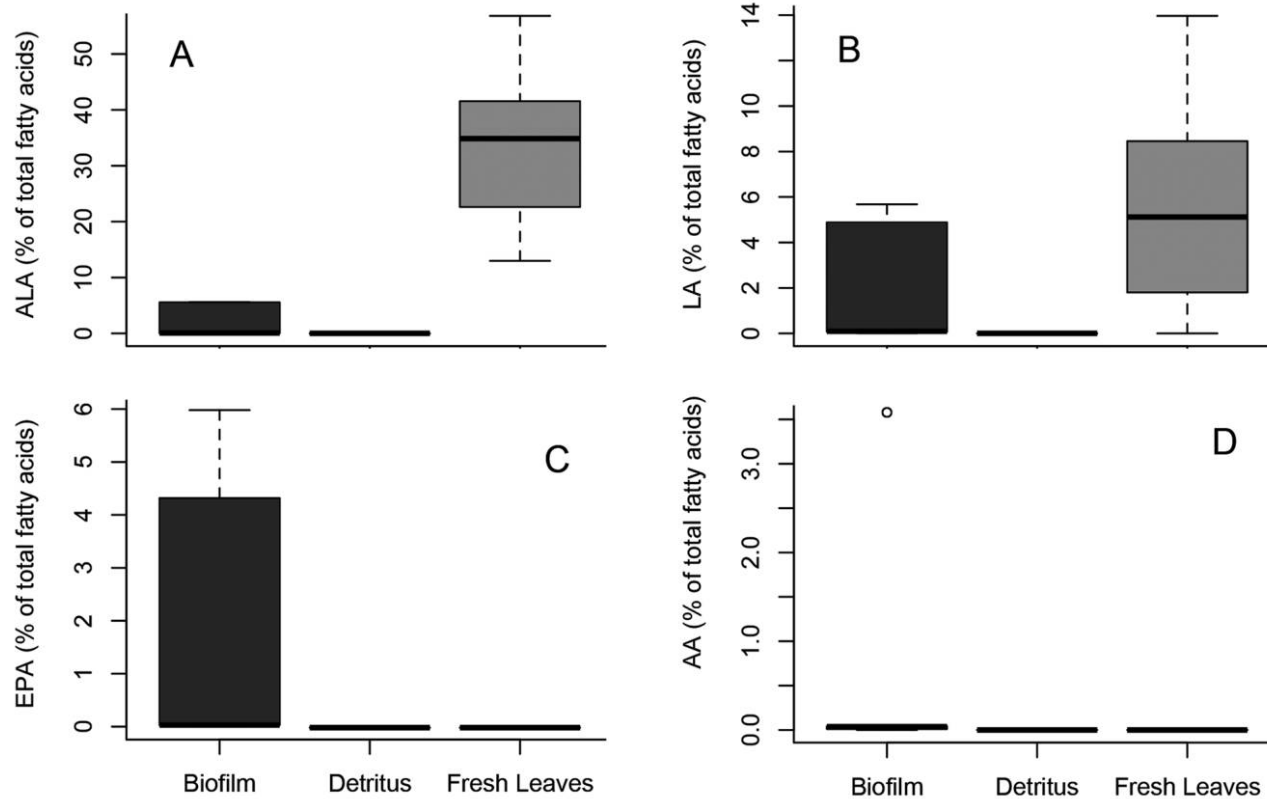 A
ALA (% of total fatty acids)
50
40
30
20
10
0
B
LA (% of total fatty acids)
14
10
8
6
4
2
0
C
EPA (% of total fatty acids)
6
5
4
3
2
1
0
Biofilm Detritus Fresh Leaves
D
AA (% of total fatty acids)
3.0
2.0
1.0
0.0
Biofilm Detritus Fresh Leaves